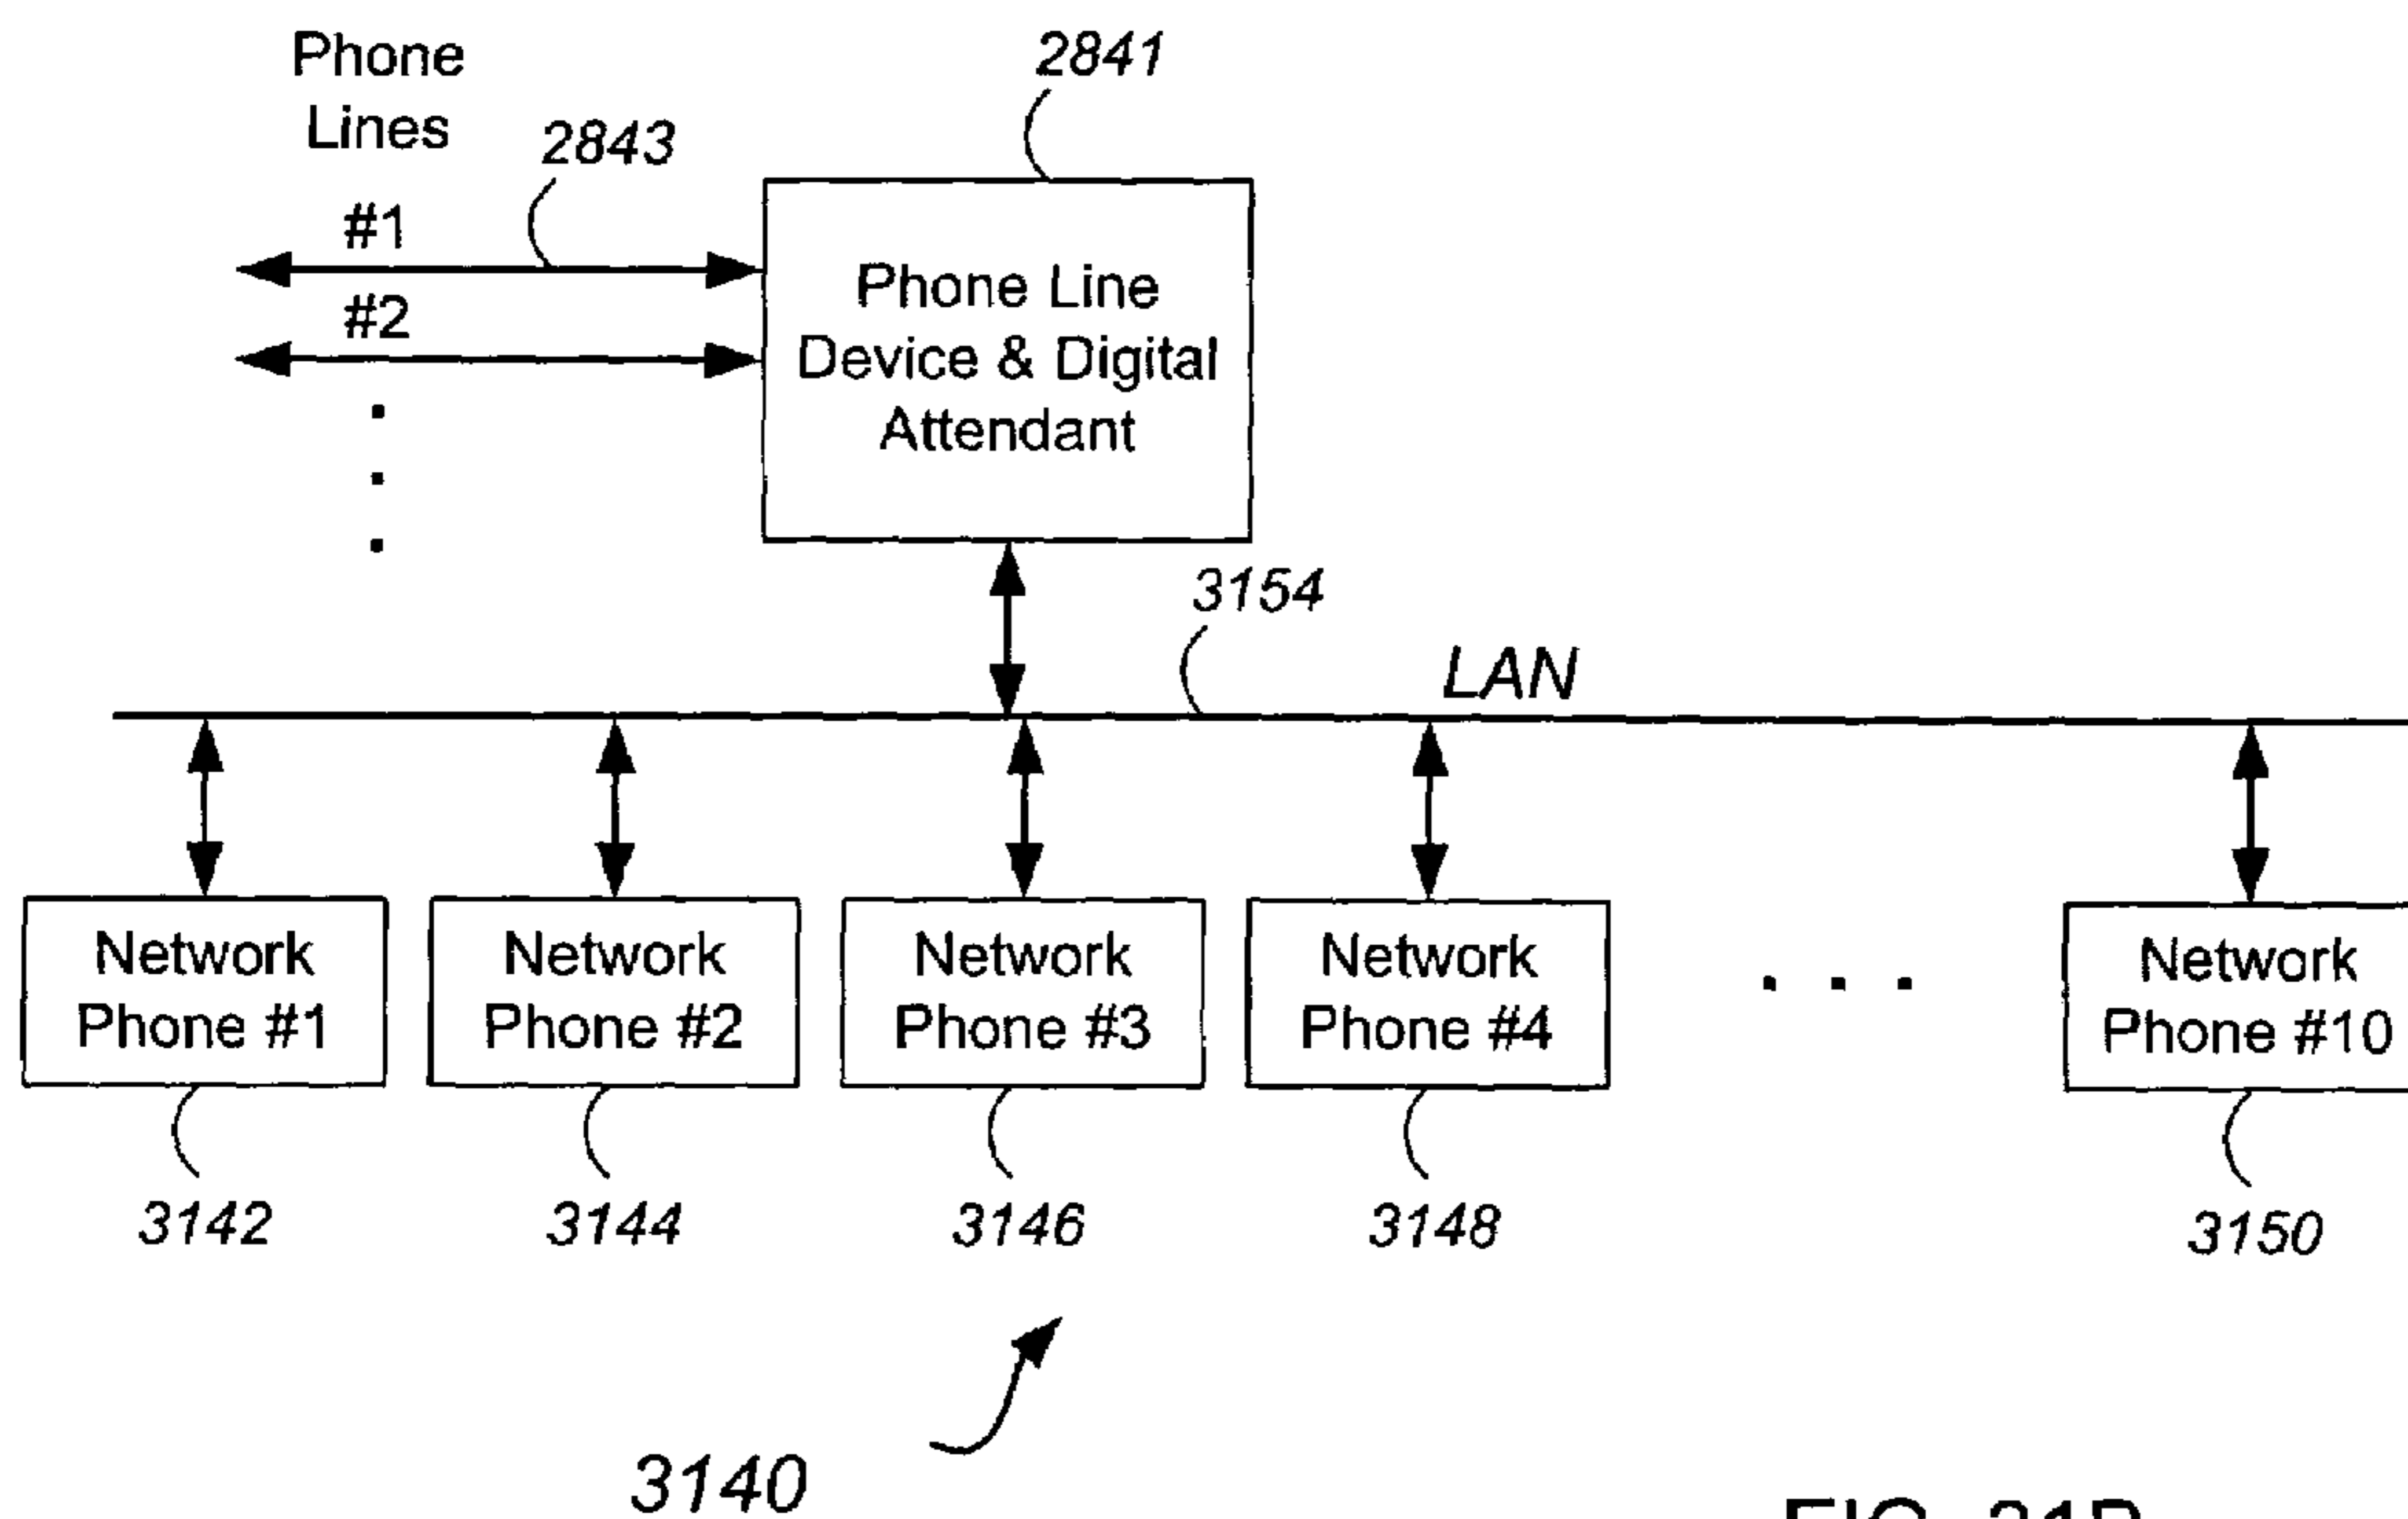 Phone
Lines
2843
2841
#1
#2
Phone Line
Device & Digital
Attendant
3154
LAN
Network
Phone #1
Network
Phone #2
Network
Phone #3
Network
Phone #4
. . .
Network
Phone #10
3142
3144
3146
3148
3150
3140